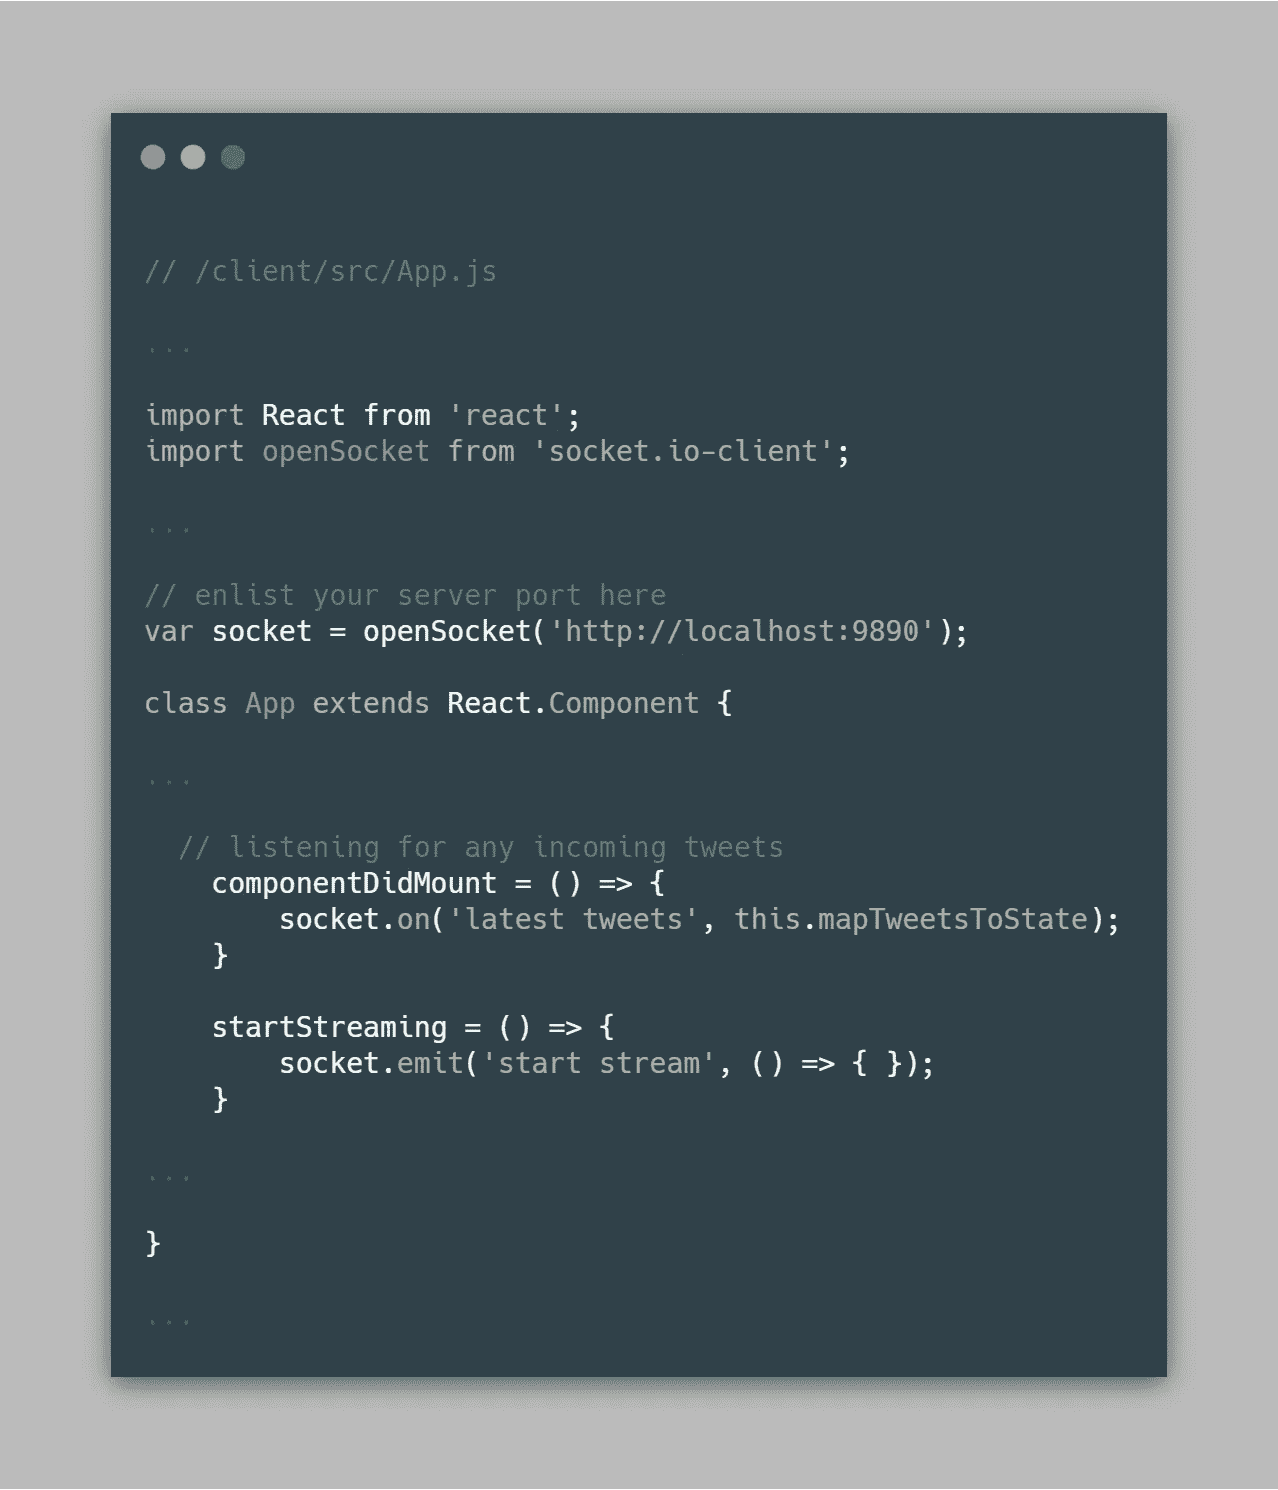 // /client/src/App.js
...
import React from 'react';
import openSocket from 'socket.io-client';
...
// enlist your server port here
var socket = openSocket('http://localhost:9890');
class App extends React.Component {
...
// listening for any incoming tweets
componentDidMount = () => {
socket.on('latest tweets', this.mapTweetsToState);
}
startStreaming = () => {
socket.emit('start stream', () => { });
}
...
}
...